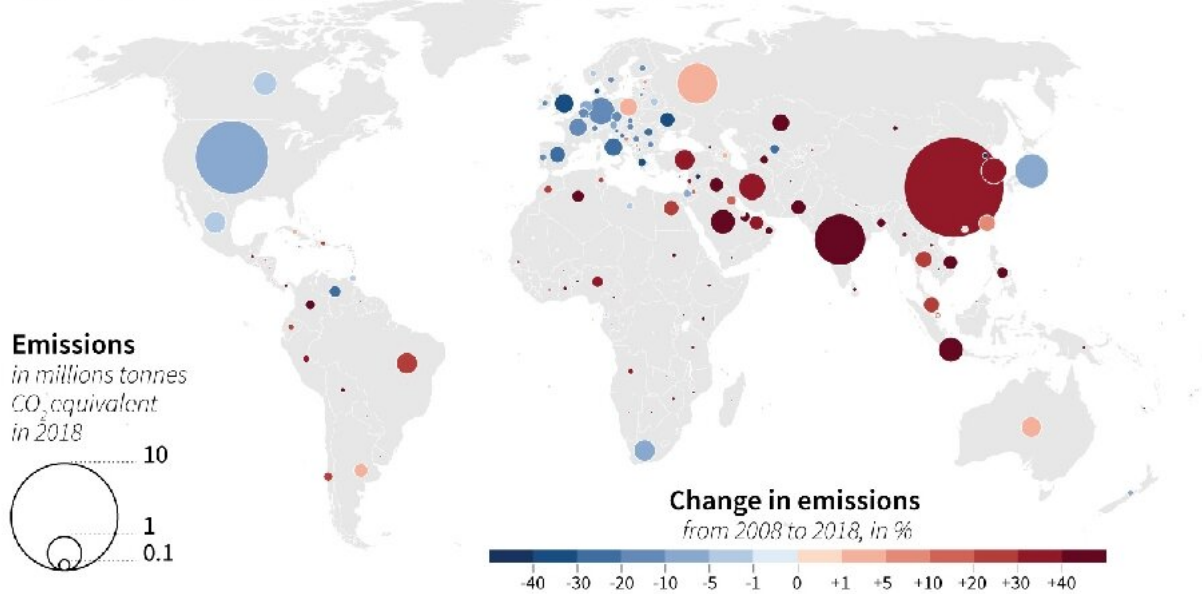 Emissions
in millions tonnes
CO2 equivalent
in 2018
10
1
0.1
Change in emissions
from 2008 to 2018, in %
-40 -30 -20 -10 -5 -1 0 +1 +5 +10 +20 +30 +40